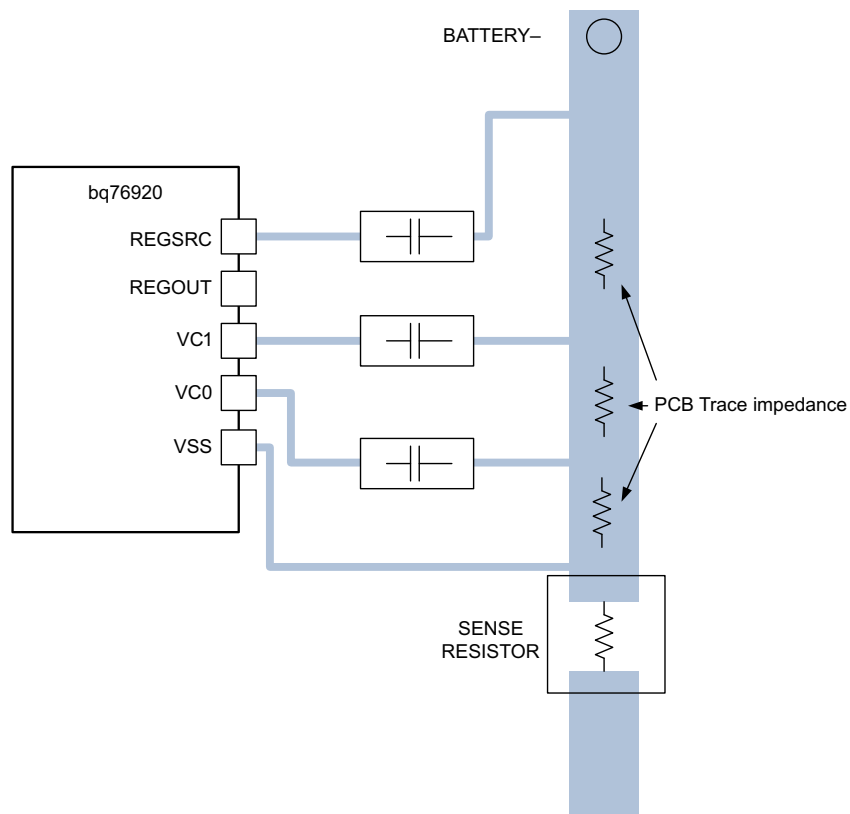 BATTERY–
bq76920
REGSRC
REGOUT
VC1
VC0
VSS
PCB Trace impedance
SENSE
RESISTOR